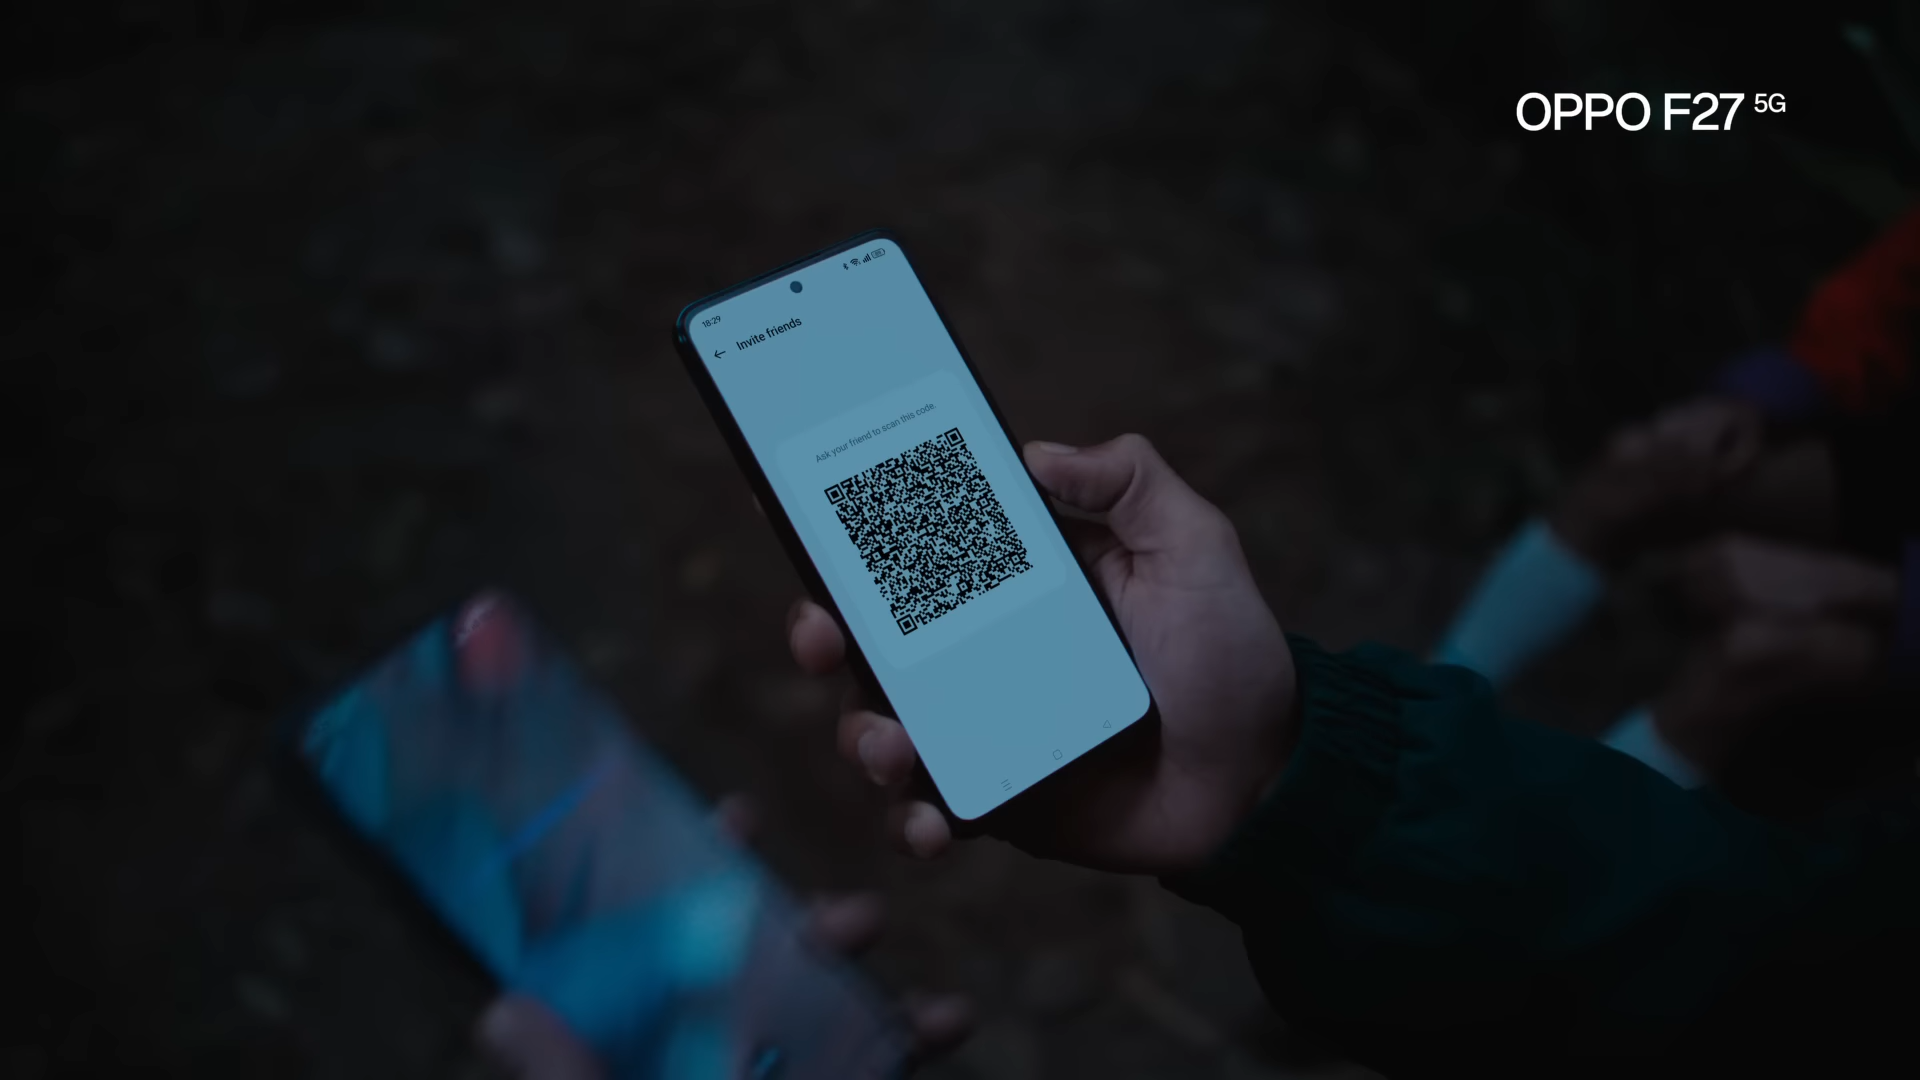 OPPO F27 5G
18:29
Invite friends
Ask your friend to scan this code.